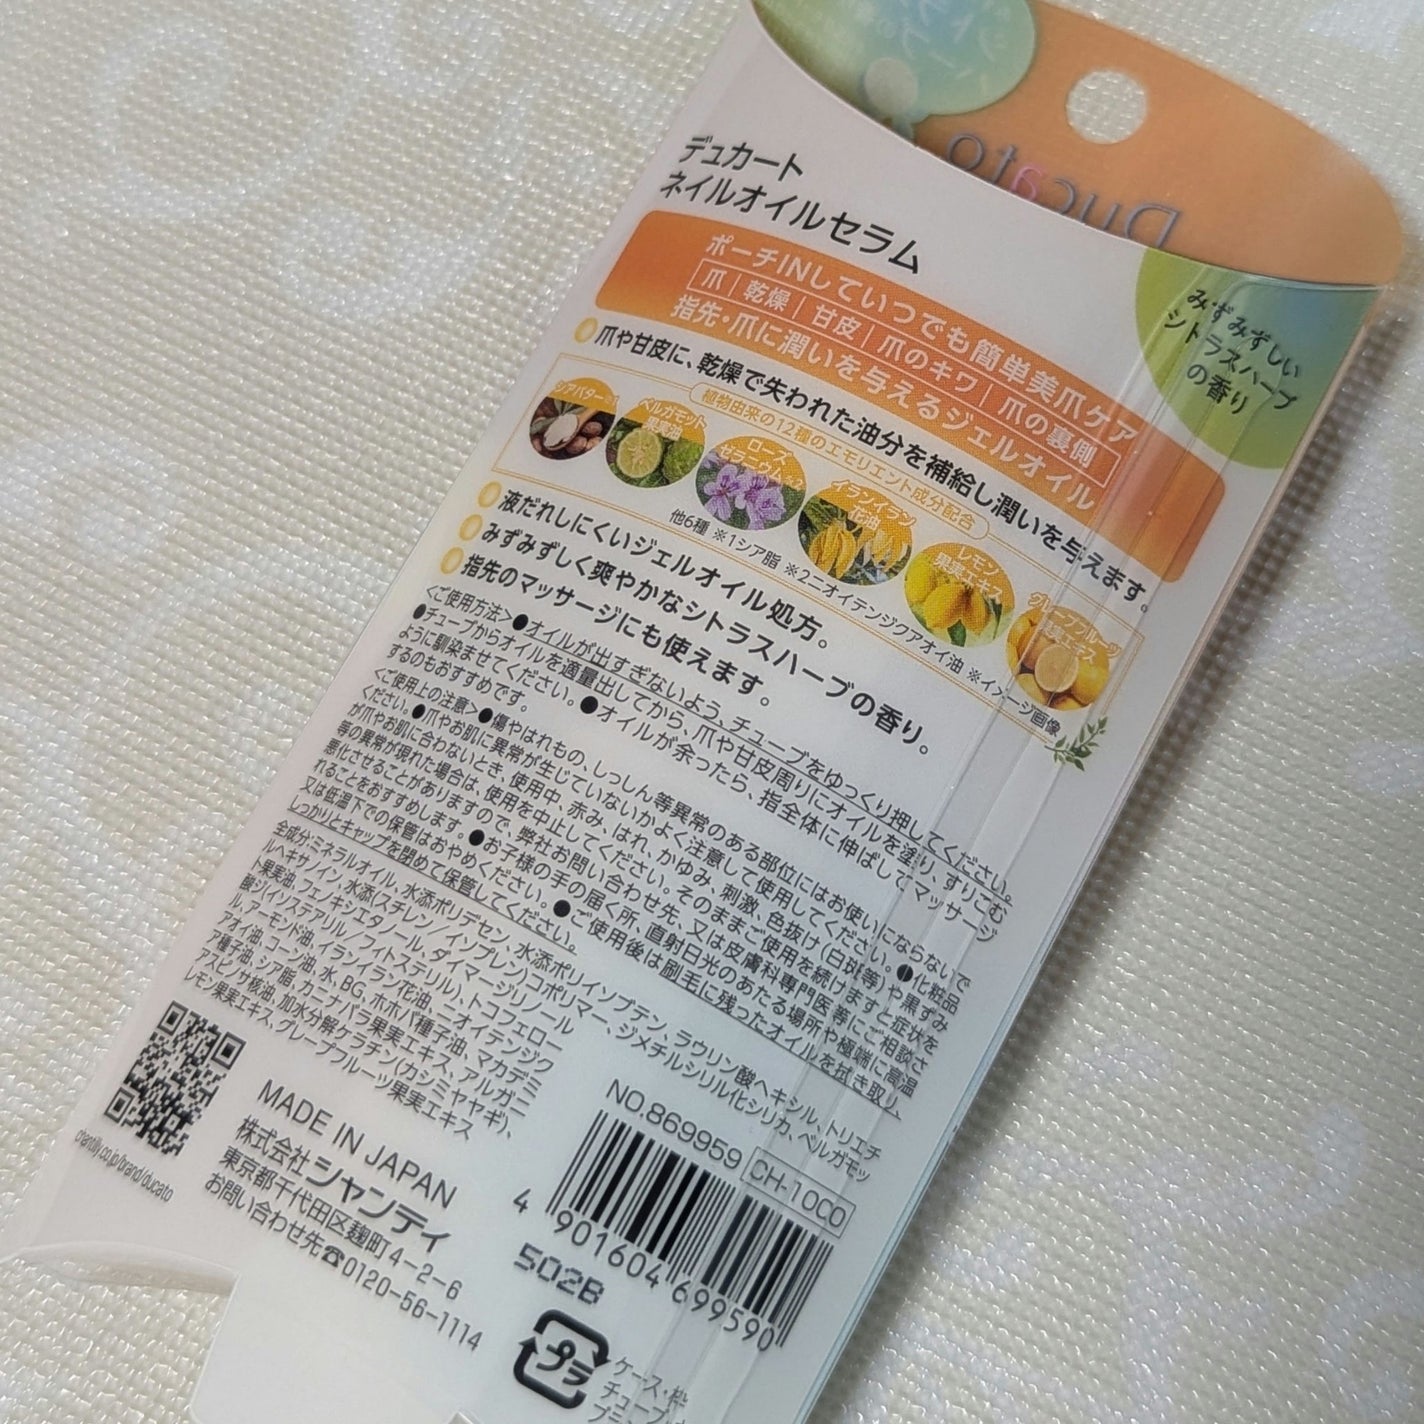 Ducato
デュカート
ネイルオイルセラム
みずみずしい
シトラスハーブ
の香り
ポーチINしていつでも簡単美爪ケア
爪｜乾燥｜甘皮｜爪のキワ｜爪の裏側
指先・爪に潤いを与えるジェルオイル
爪や甘皮に、乾燥で失われた油分を補給し潤いを与えます。
植物由来の12種のエモリエント成分配合
シアバター※1
ベルガモット
果実油
ローズ
ゼラニウム※2
イランイラン
花油
レモン
果実エキス
グレープフルーツ
果実エキス
他6種 ※1シア脂 ※2ニオイテンジクアオイ油 ※イメージ画像
液だれしにくいジェルオイル処方。
みずみずしく爽やかなシトラスハーブの香り。
指先のマッサージにも使えます。
<ご使用方法>●オイルが出すぎないよう、チューブをゆっくり押してください。
●チューブからオイルを適量出してから、爪や甘皮周りにオイルを塗り、すりこむ
ように馴染ませてください。●オイルが余ったら、指全体に伸ばしてマッサージ
するのもおすすめです。
<ご使用上の注意>●傷やはれもの、しっしん等異常のある部位にはお使いにならないで
ください。●爪やお肌に異常が生じていないかよく注意して使用してください。●化粧品
が爪やお肌に合わないとき、使用中、赤み、はれ、かゆみ、刺激、色抜け(白斑等)や黒ずみ
等の異常が現れた場合は、使用を中止してください。そのままご使用を続けますと症状を
悪化させることがありますので、弊社お問い合わせ先、又は皮膚科専門医等にご相談さ
れることをおすすめします。●お子様の手の届く所、直射日光のあたる場所や極端に高温
又は低温下での保管はおやめください。●ご使用後は刷毛に残ったオイルを拭き取り、
しっかりとキャップを閉めて保管してください。
全成分:ミネラルオイル、水添ポリデセン、水添ポリイソブテン、ラウリン酸ヘキシル、トリエチ
ルヘキサノイン、水添(スチレン/イソプレン)コポリマー、ジメチルシリル化シリカ、ベルガモッ
ト果実油、フェノキシエタノール、ダイマージリノール
酸ジ(イソステアリル/フィトステリル)、トコフェロー
ル、アーモンド油、イランイラン花油、ニオイテンジク
アオイ油、コーン油、水、BG、ホホバ種子油、マカデミ
ア種子油、シア脂、カニナバラ果実エキス、アルガニ
アスピノサ核油、加水分解ケラチン(カシミヤヤギ)、
レモン果実エキス、グレープフルーツ果実エキス
chantilly.co.jp/brand/ducato
MADE IN JAPAN
株式会社シャンティ
東京都千代田区麹町4-2-6
お問い合わせ先☎0120-56-1114
NO.869959 CH-1000
4 901604 699590
502B
プラ
ケース・枠
チューブ・